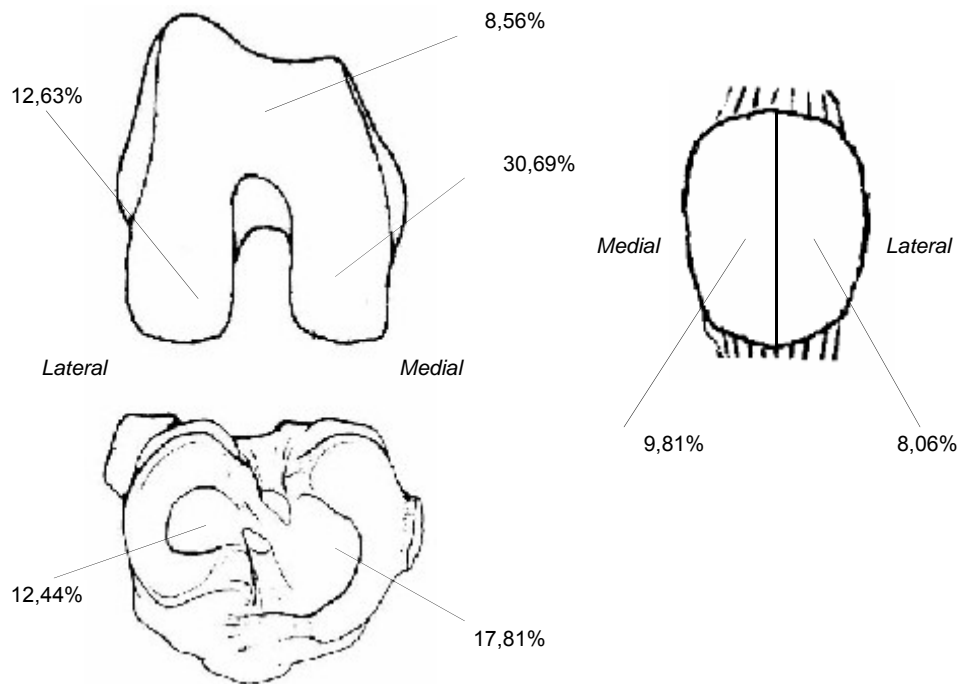 8,56%
12,63%
30,69%
Medial
Lateral
Lateral
Medial
9,81%
8,06%
12,44%
17,81%